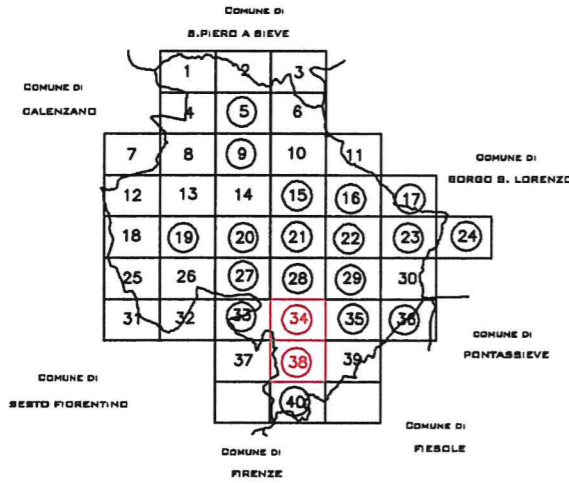 COMUNE DI
S.PIERO A SIEVE
COMUNE DI
CALENZANO
1 2 3
4 5 6
7 8 9 10 11
COMUNE DI
BORGO S. LORENZO
12 13 14 15 16 17
18 19 20 21 22 23 24
25 26 27 28 29 30
31 32 33 34 35 36
COMUNE DI
PONTASSIEVE
37 38 39
COMUNE DI
SESTO FIORENTINO
40
COMUNE DI
FIESOLE
COMUNE DI
FIRENZE